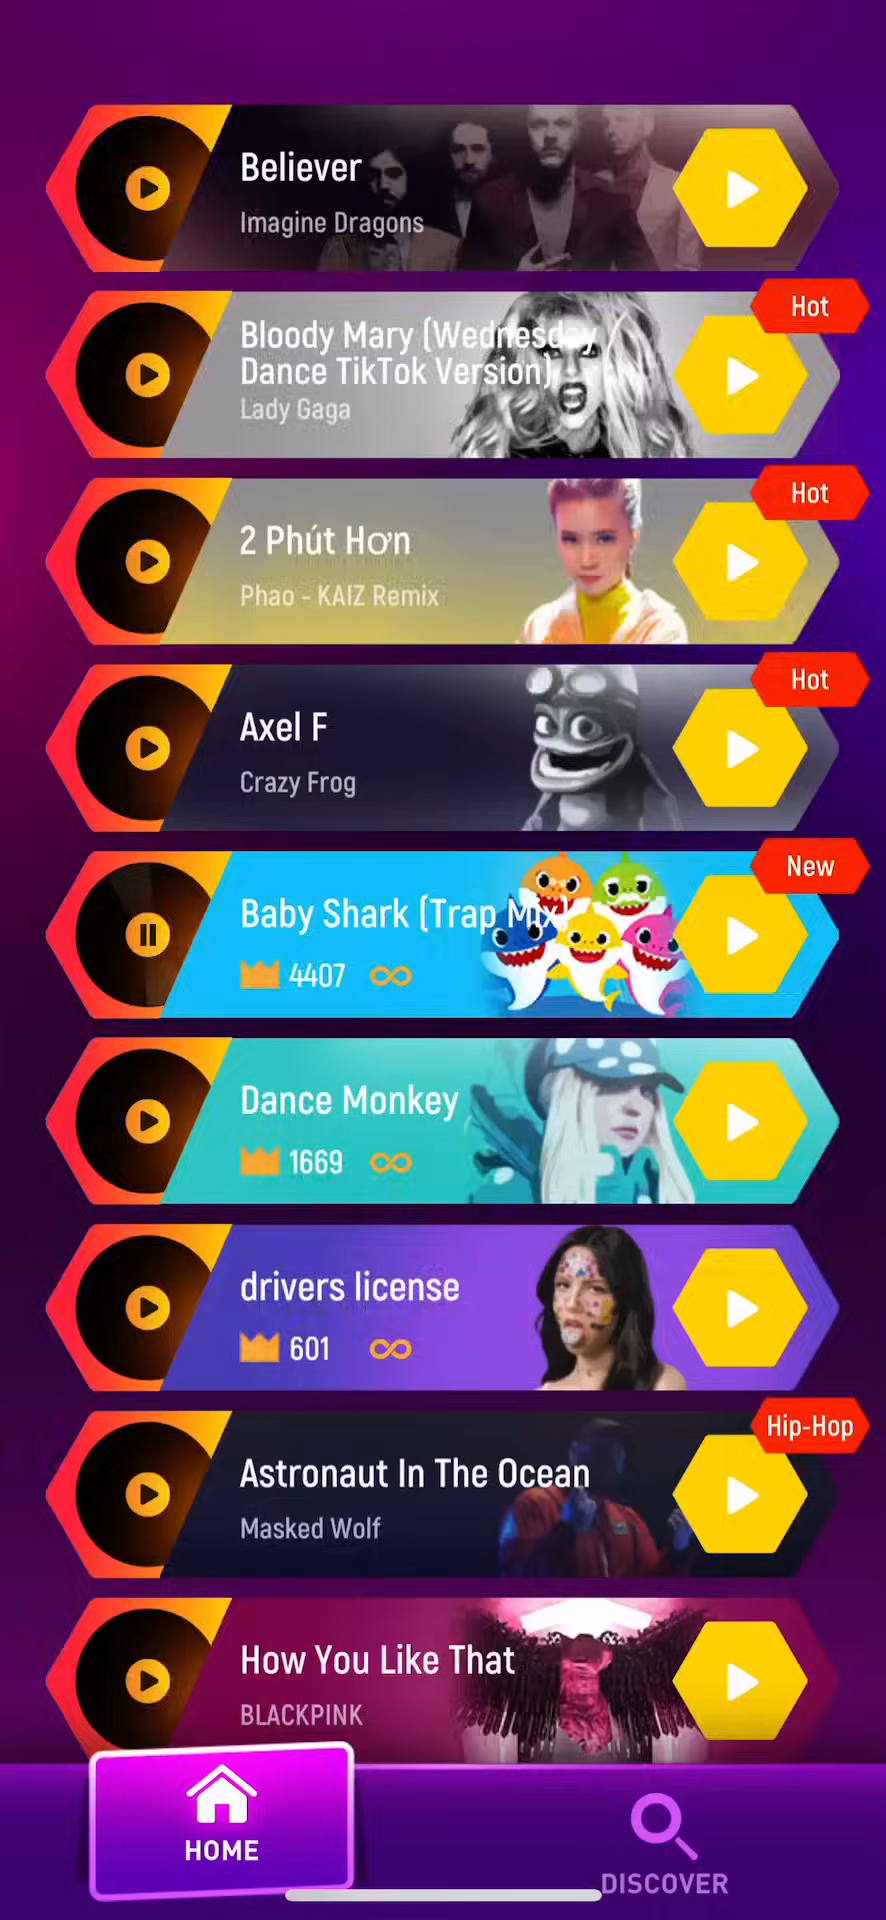 Believer
Imagine Dragons
Hot
Bloody Mary (Wednesday
Dance TikTok Version)
Lady Gaga
Hot
2 Phút Hơn
Phao - KAIZ Remix
Hot
Axel F
Crazy Frog
New
Baby Shark (Trap Mix)
4407
Dance Monkey
1669
drivers license
601
Hip-Hop
Astronaut In The Ocean
Masked Wolf
How You Like That
BLACKPINK
HOME
DISCOVER